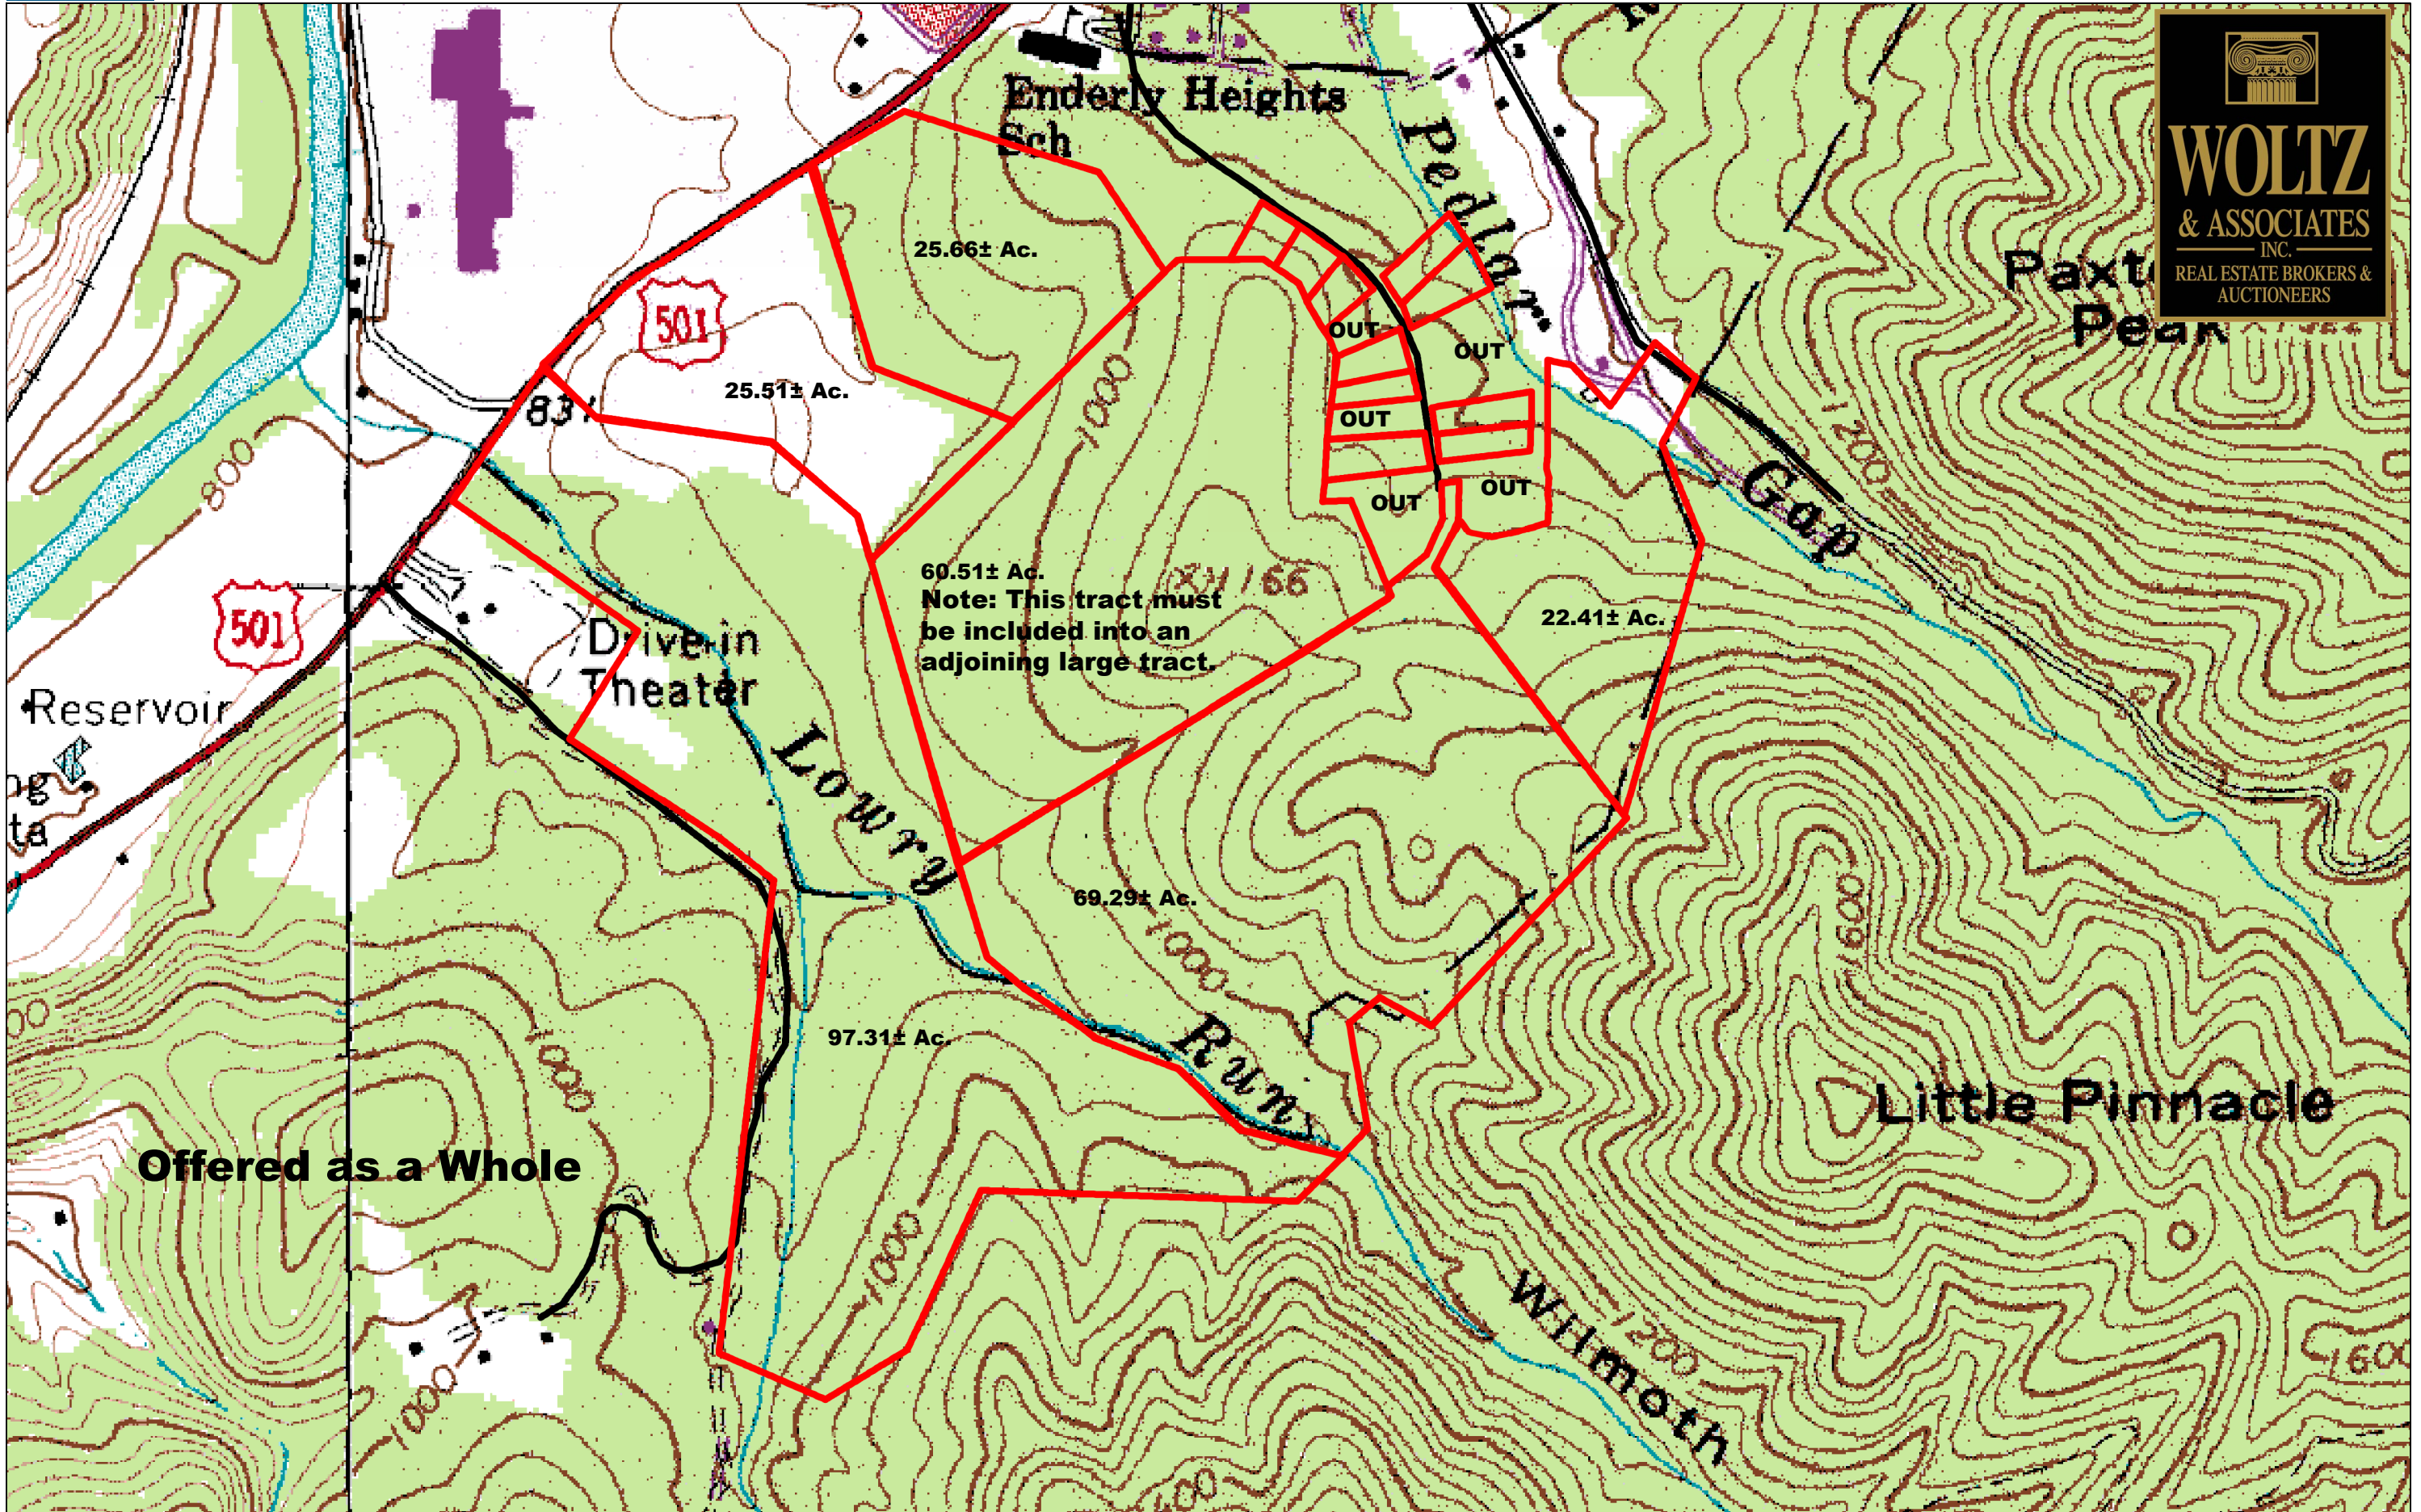 Enderly Heights
Sch
WOLTZ
& ASSOCIATES
INC.
REAL ESTATE BROKERS &
AUCTIONEERS
Pedlar
Gap
Peak
25.66± Ac.
501
25.51± Ac.
831
800
1000
1200
OUT
OUT
OUT
OUT
OUT
60.51± Ac.
Note: This tract must
be included into an
adjoining large tract.
1166
22.41± Ac.
501
Drive-in
Theater
Reservoir
Lowry
Run
69.29± Ac.
1000
1600
97.31± Ac.
1000
Little Pinnacle
Offered as a Whole
1000
1000
1200
Wilmoth
1600